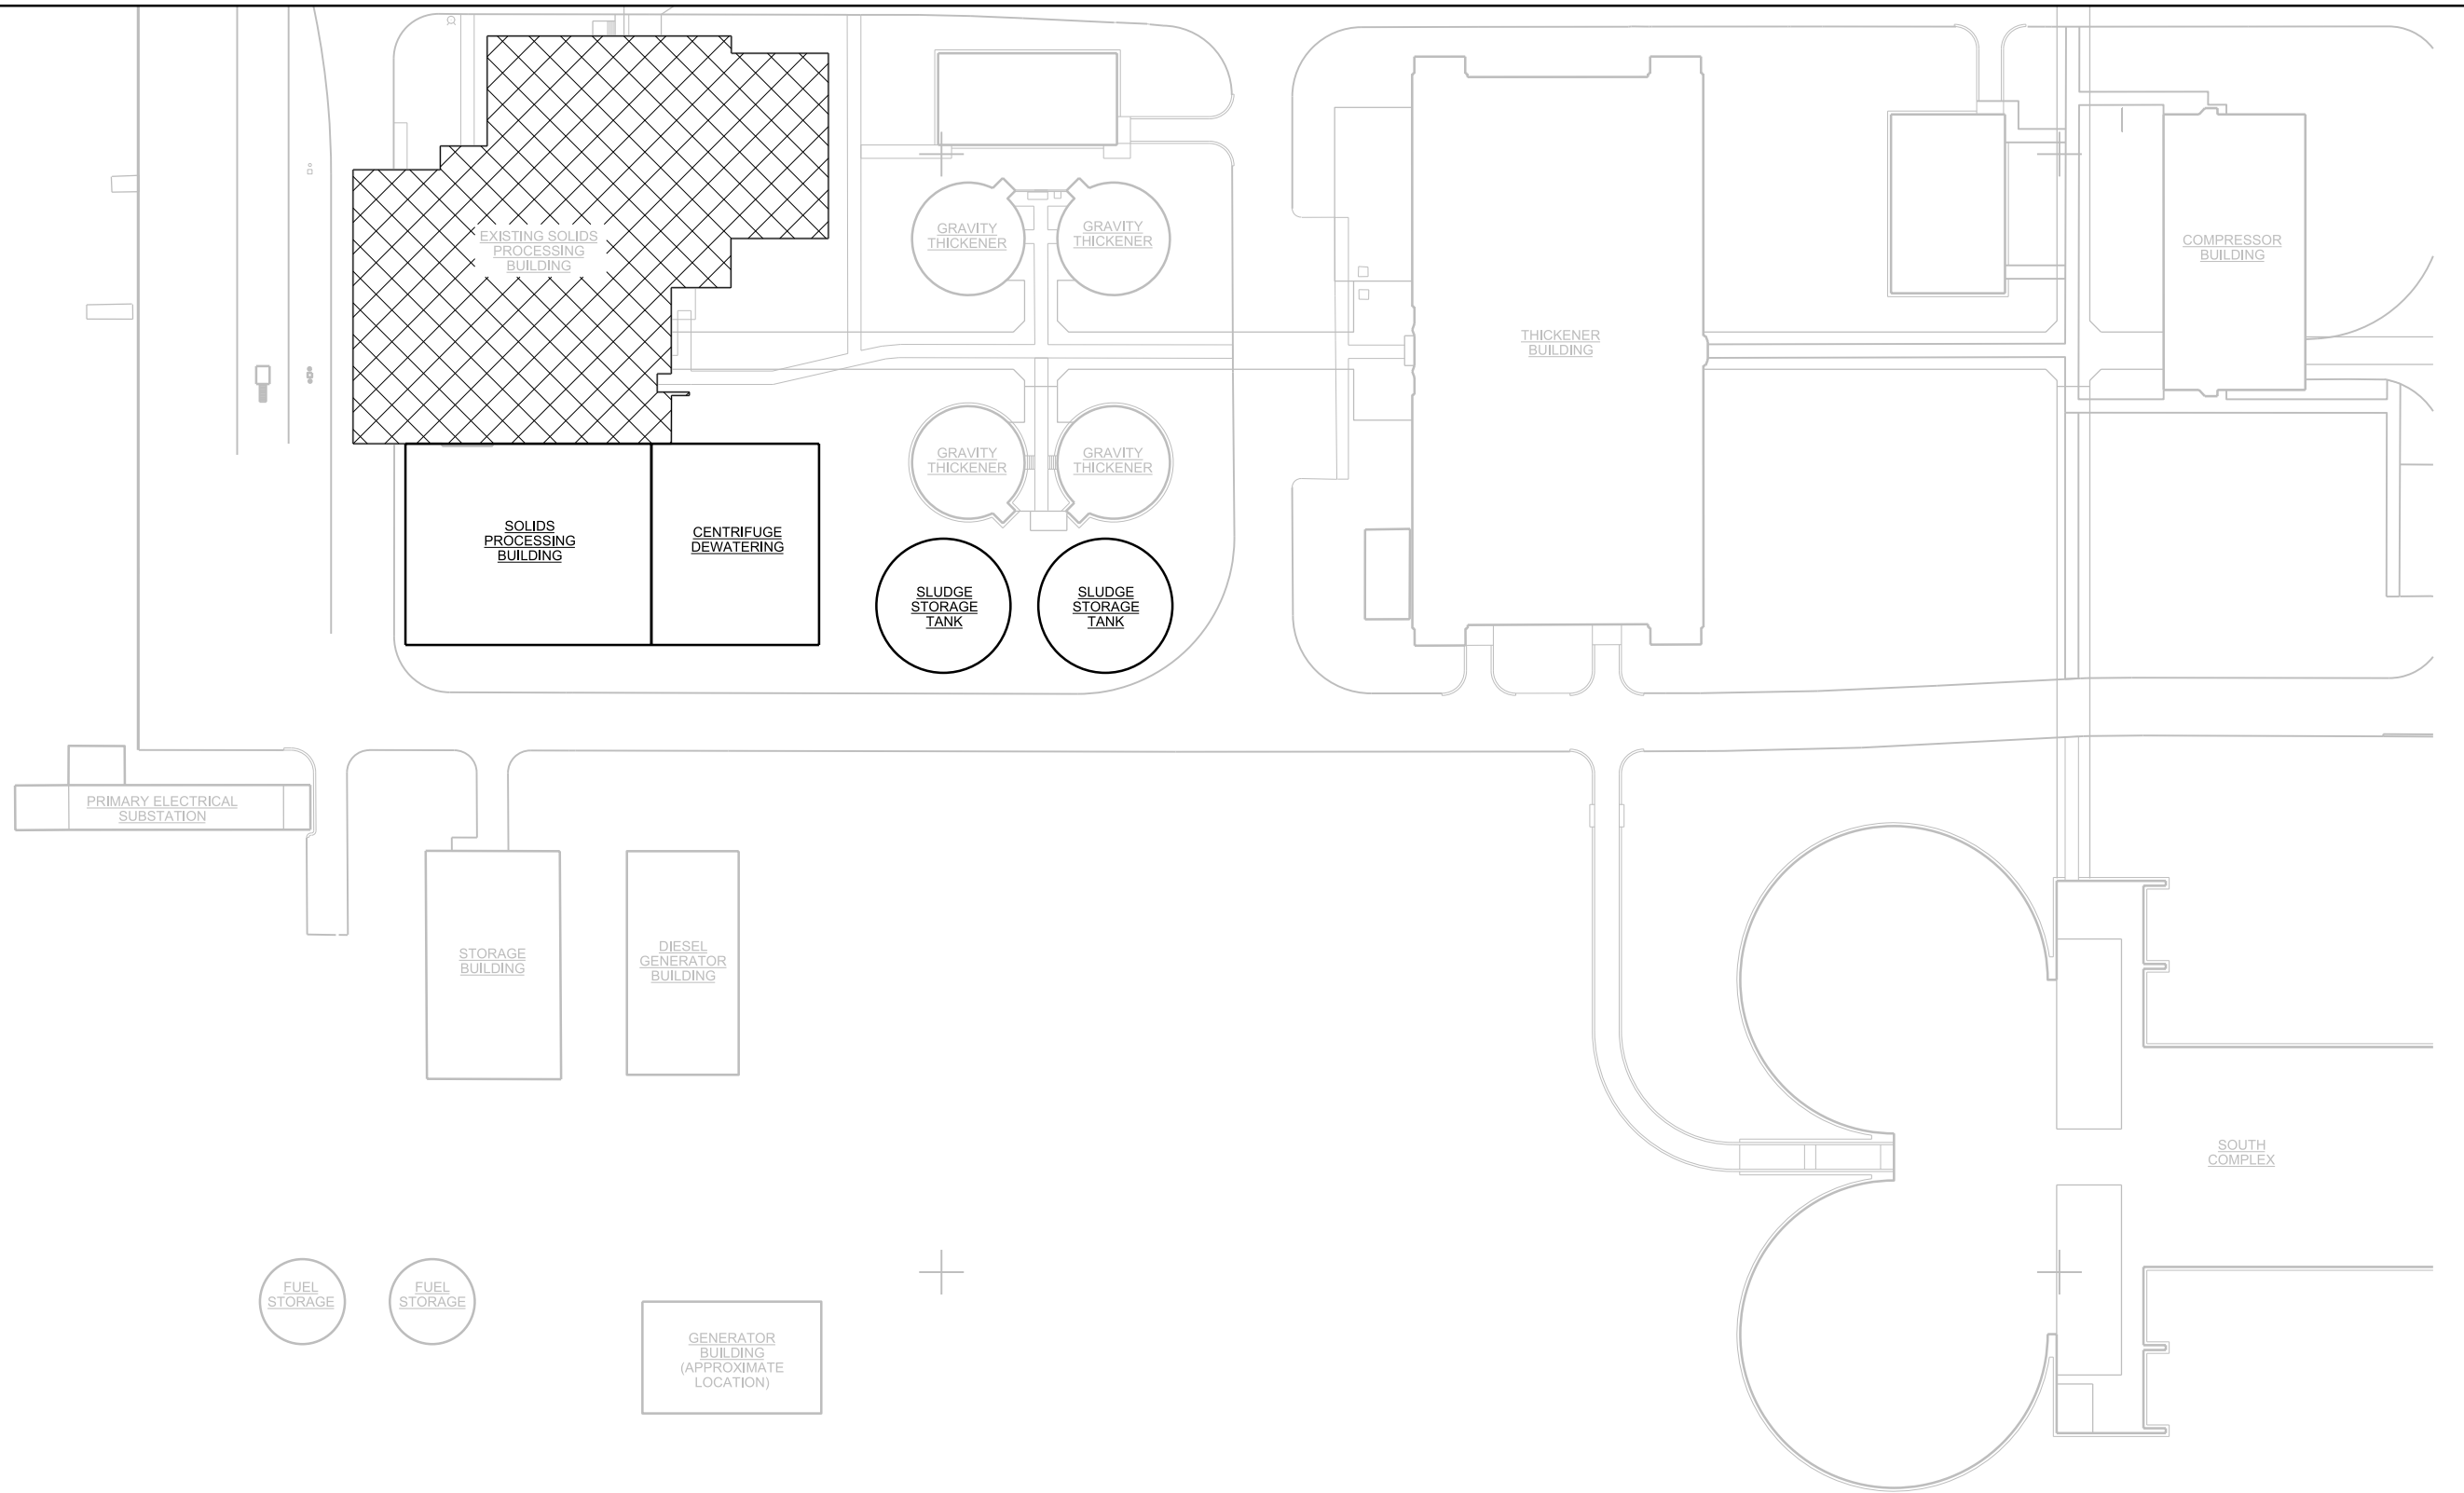 EXISTING SOLIDS
PROCESSING
BUILDING
GRAVITY
THICKENER
GRAVITY
THICKENER
COMPRESSOR
BUILDING
THICKENER
BUILDING
GRAVITY
THICKENER
GRAVITY
THICKENER
SOLIDS
PROCESSING
BUILDING
CENTRIFUGE
DEWATERING
SLUDGE
STORAGE
TANK
SLUDGE
STORAGE
TANK
PRIMARY ELECTRICAL
SUBSTATION
STORAGE
BUILDING
DIESEL
GENERATOR
BUILDING
SOUTH
COMPLEX
FUEL
STORAGE
FUEL
STORAGE
GENERATOR
BUILDING
(APPROXIMATE
LOCATION)